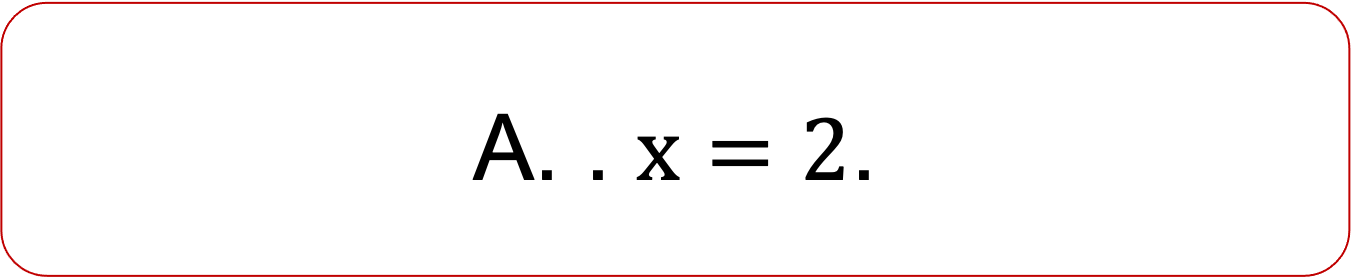 A. . x = 2.